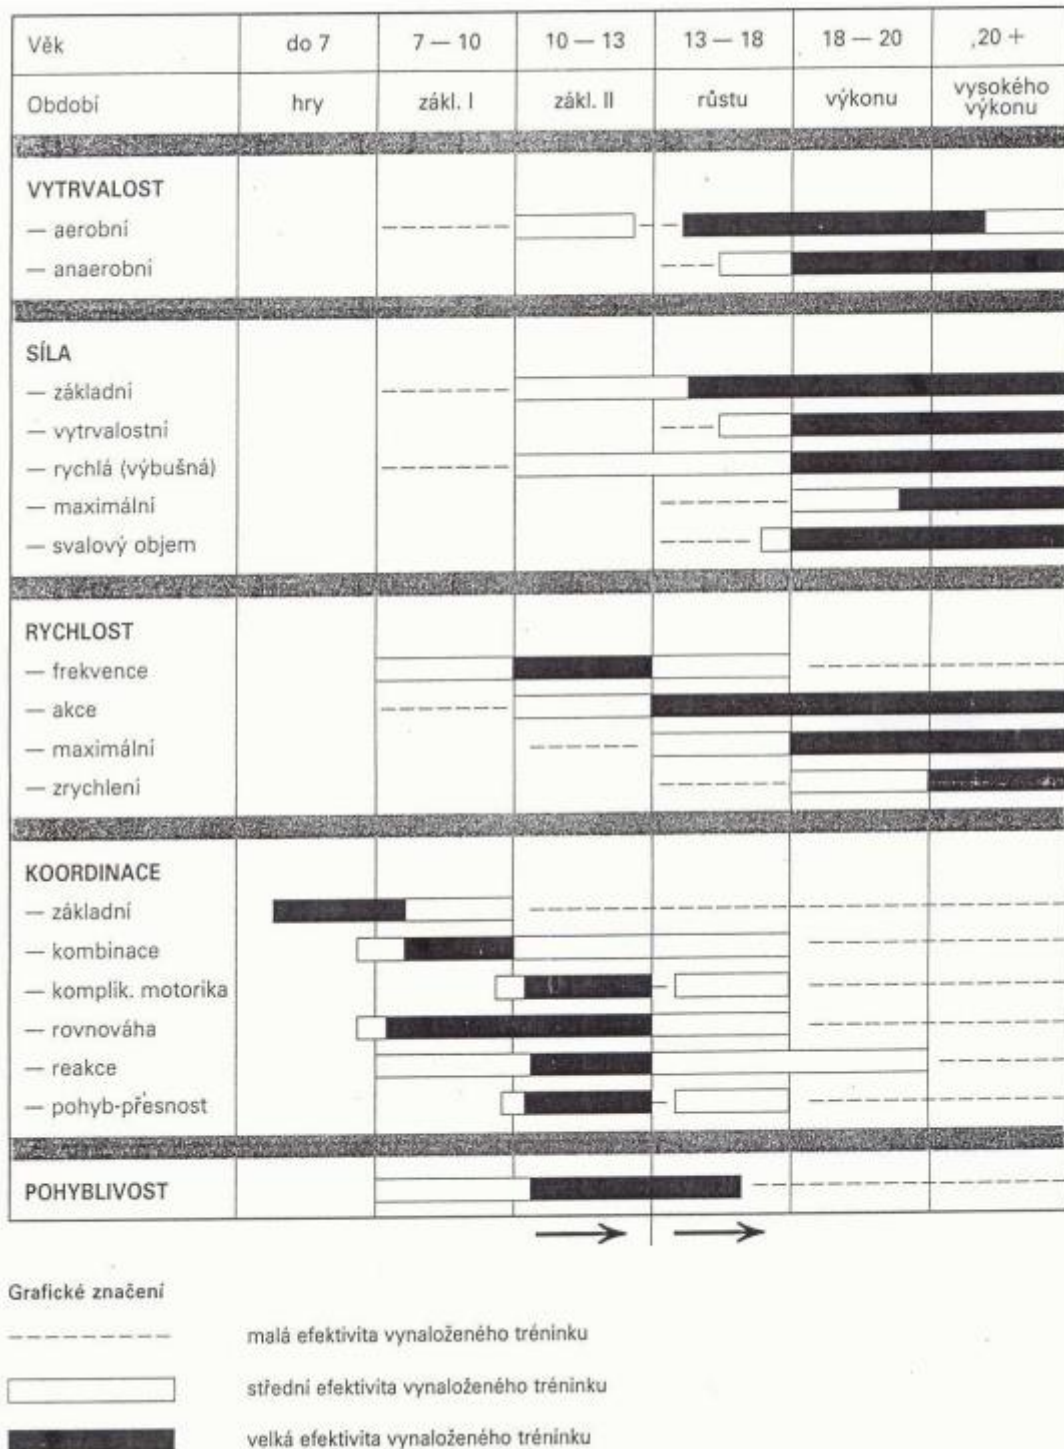 Věk do 7 7 — 10 10 — 13 13 — 18 18 — 20 ,20 +
Období hry zákl. I zákl. II růstu výkonu vysokého výkonu
VYTRVALOST
— aerobní
— anaerobní
SÍLA
— základní
— vytrvalostní
— rychlá (výbušná)
— maximální
— svalový objem
RYCHLOST
— frekvence
— akce
— maximální
— zrychlení
KOORDINACE
— základní
— kombinace
— komplik. motorika
— rovnováha
— reakce
— pohyb-přesnost
POHYBLIVOST
Grafické značení
malá efektivita vynaloženého tréninku
střední efektivita vynaloženého tréninku
velká efektivita vynaloženého tréninku